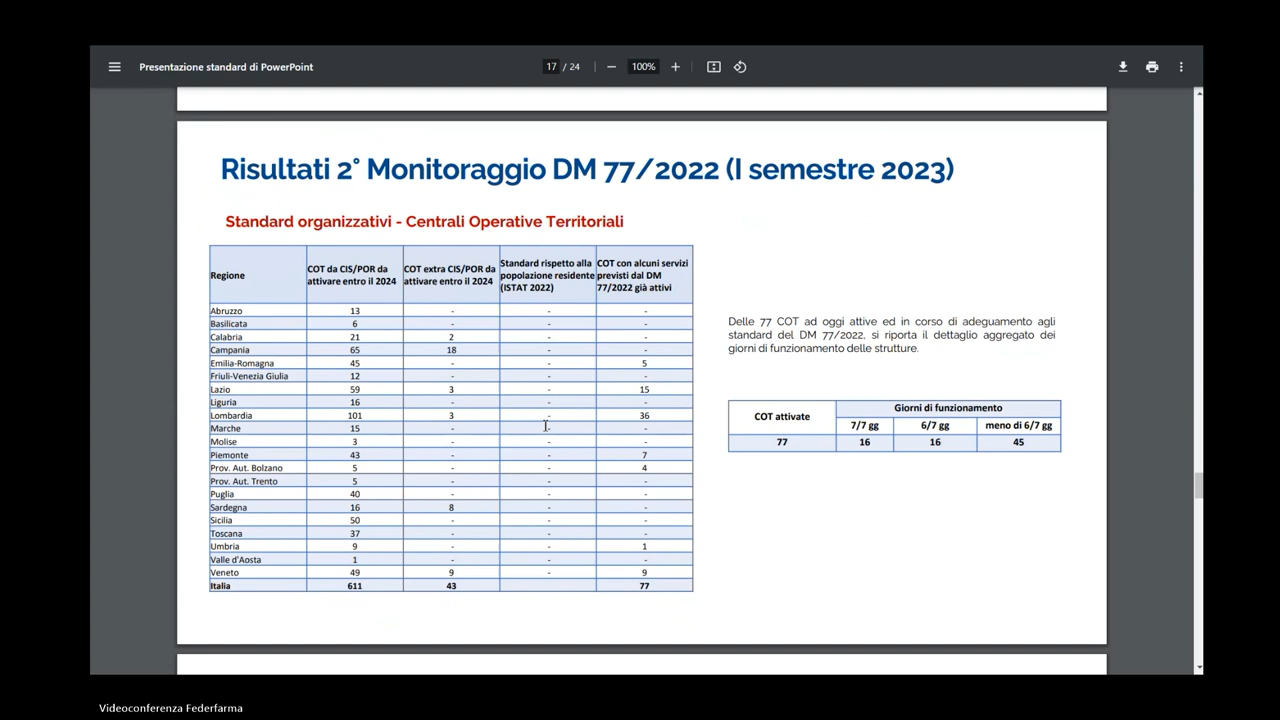 Presentazione standard di PowerPoint
17 / 24
100%
Risultati 2° Monitoraggio DM 77/2022 (I semestre 2023)
Standard organizzativi - Centrali Operative Territoriali
Regione | COT da CIS/POR da attivare entro il 2024 | COT extra CIS/POR da attivare entro il 2024 | Standard rispetto alla popolazione residente (ISTAT 2022) | COT con alcuni servizi previsti dal DM 77/2022 già attivi
Abruzzo 13 - - -
Basilicata 6 - - -
Calabria 21 2 - -
Campania 65 18 - -
Emilia-Romagna 45 - - 5
Friuli-Venezia Giulia 12 - - -
Lazio 59 3 - 15
Liguria 16 - - -
Lombardia 101 3 - 36
Marche 15 - - -
Molise 3 - - -
Piemonte 43 - - 7
Prov. Aut. Bolzano 5 - - 4
Prov. Aut. Trento 5 - - -
Puglia 40 - - -
Sardegna 16 8 - -
Sicilia 50 - - -
Toscana 37 - - -
Umbria 9 - - 1
Valle d'Aosta 1 - - -
Veneto 49 9 - 9
Italia 611 43 77
Delle 77 COT ad oggi attive ed in corso di adeguamento agli
standard del DM 77/2022, si riporta il dettaglio aggregato dei
giorni di funzionamento delle strutture.
COT attivate | Giorni di funzionamento
7/7 gg 6/7 gg meno di 6/7 gg
77 16 16 45
Videoconferenza Federfarma